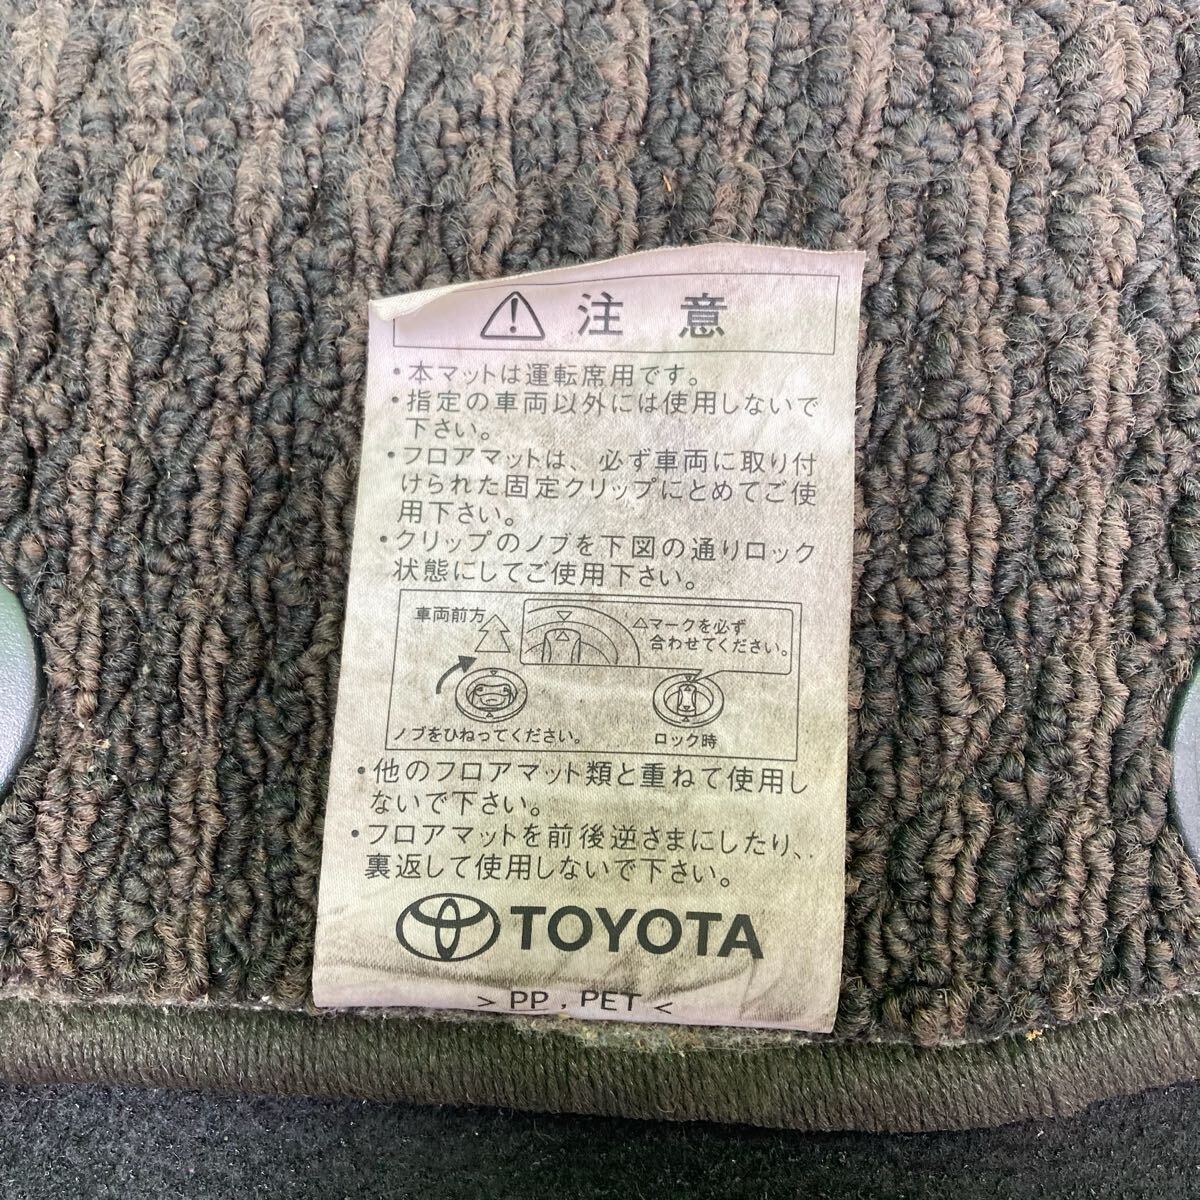 注意
・本マットは運転席用です。
・指定の車両以外には使用しないで
下さい。
・フロアマットは、必ず車両に取り付
けられた固定クリップにとめてご使
用下さい。
・クリップのノブを下図の通りロック
状態にしてご使用下さい。
車両前方
△マークを必ず
合わせてください。
ノブをひねってください。
ロック時
・他のフロアマット類と重ねて使用し
ないで下さい。
・フロアマットを前後逆さまにしたり、
裏返して使用しないで下さい。
TOYOTA
> PP , PET <